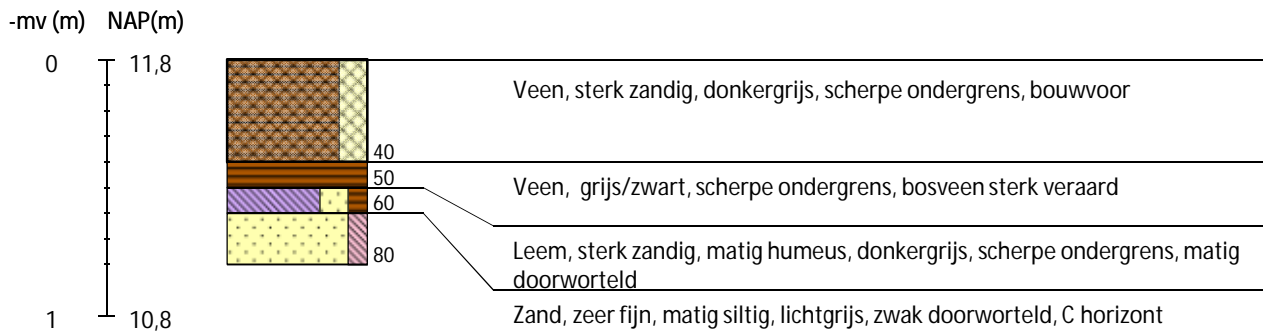 -mv (m) NAP(m)
0 11,8
Veen, sterk zandig, donkergrijs, scherpe ondergrens, bouwvoor
40
50
Veen, grijs/zwart, scherpe ondergrens, bosveen sterk veraard
60
Leem, sterk zandig, matig humeus, donkergrijs, scherpe ondergrens, matig
doorworteld
80
1 10,8
Zand, zeer fijn, matig siltig, lichtgrijs, zwak doorworteld, C horizont